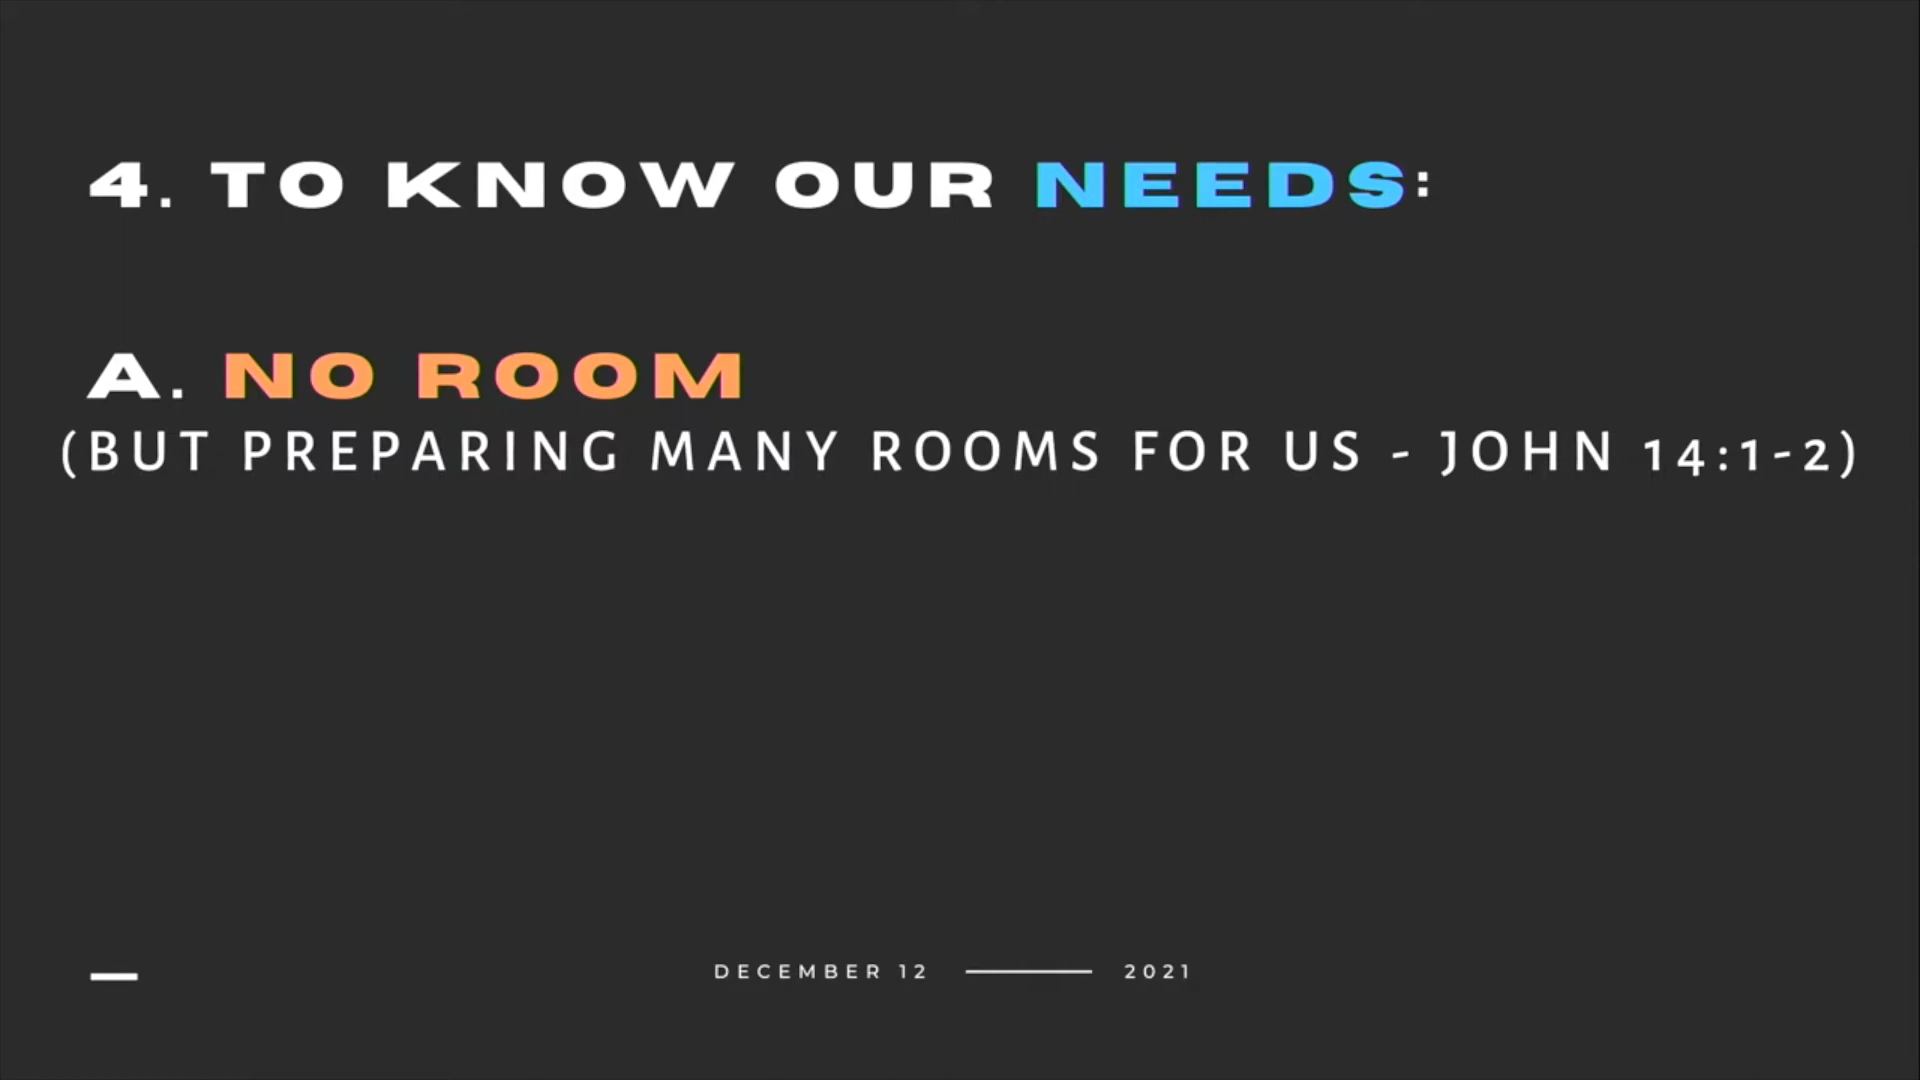 4. TO KNOW OUR NEEDS:
A. NO ROOM
(BUT PREPARING MANY ROOMS FOR US - JOHN 14:1-2)
DECEMBER 12 2021